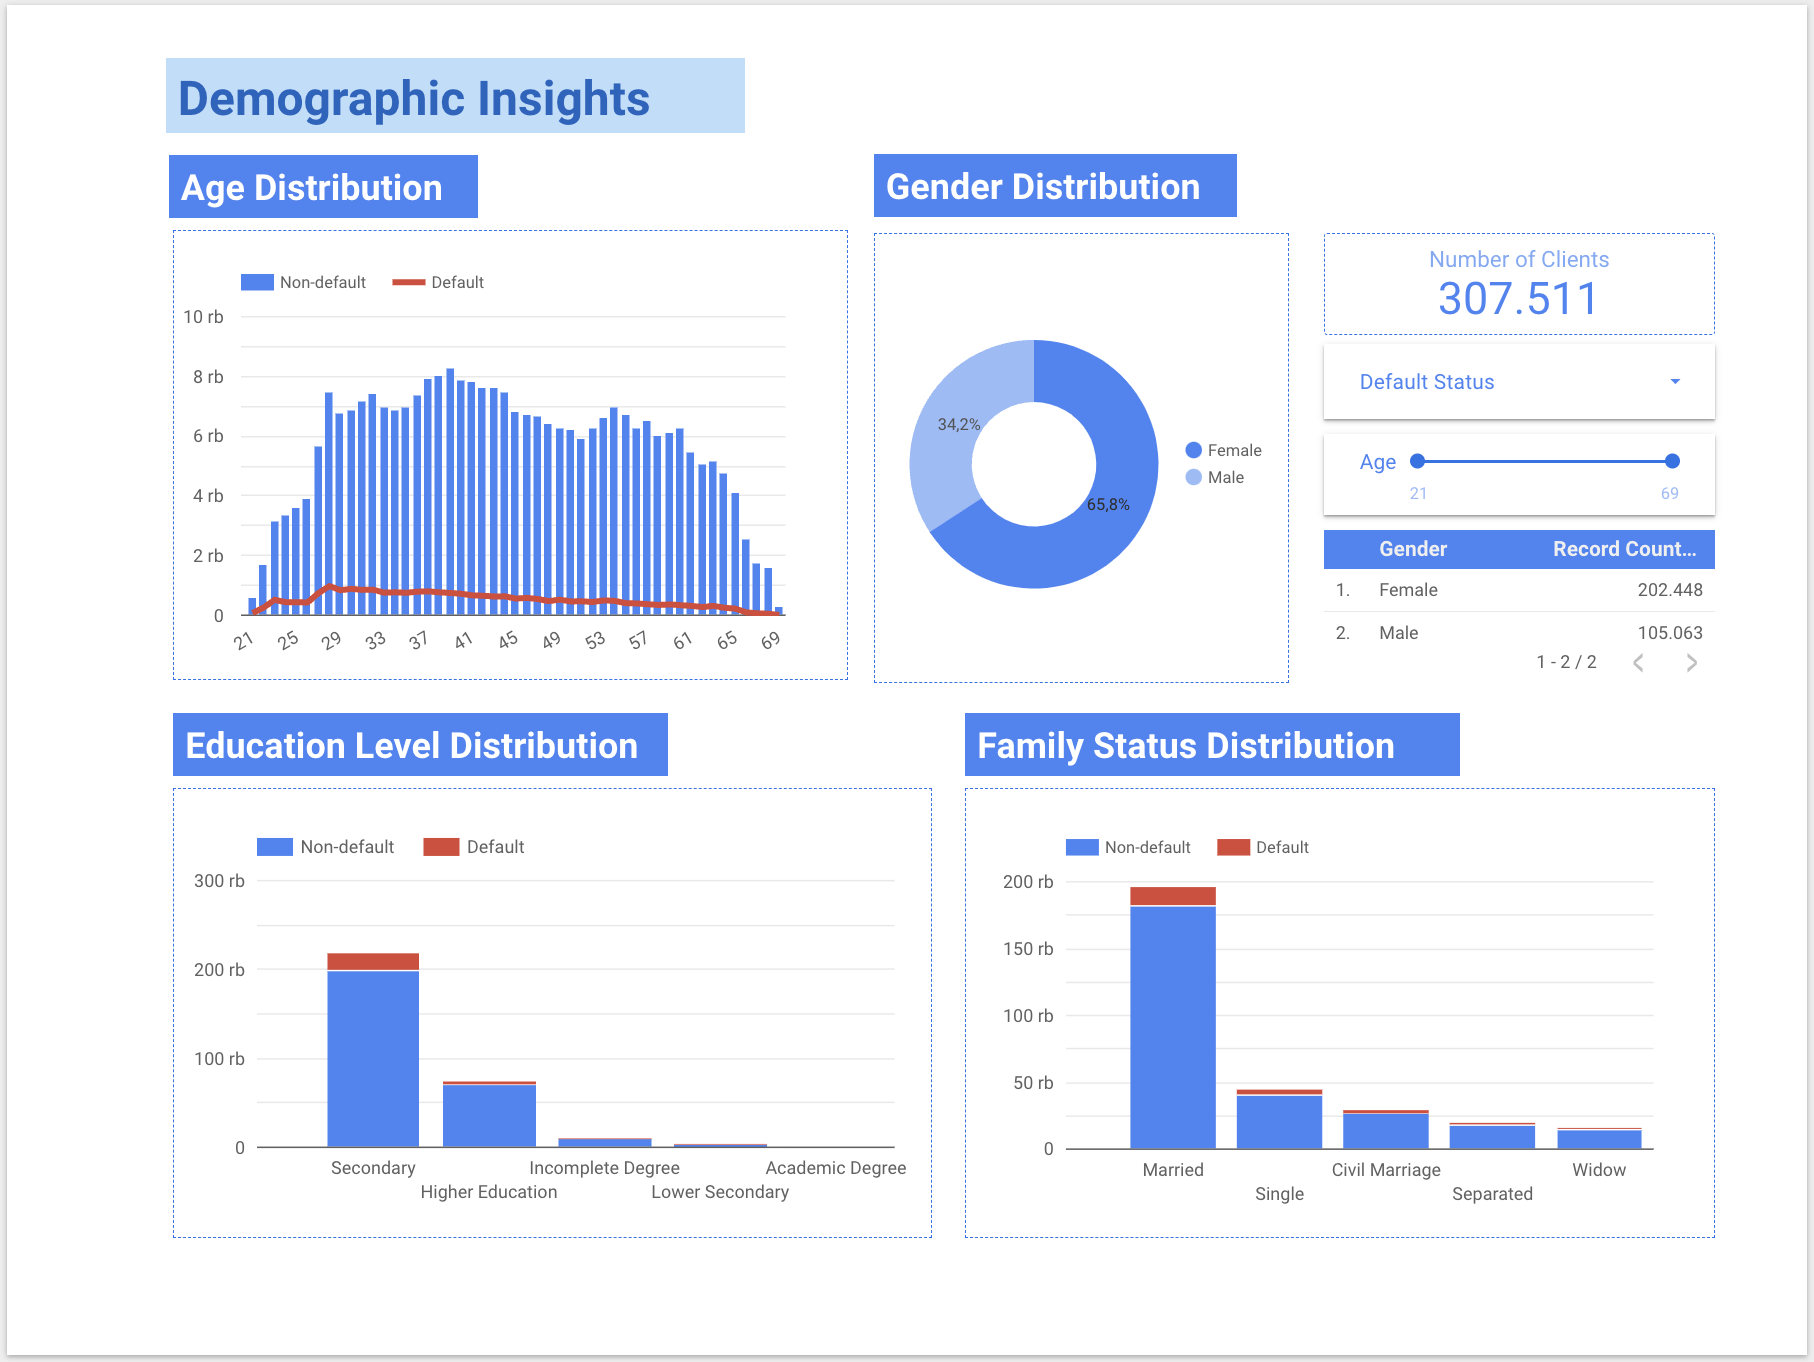 Demographic Insights
Age Distribution
Non-default
Default
10 rb
8 rb
6 rb
4 rb
2 rb
0
21
25
29
33
37
41
45
49
53
57
61
65
69
Gender Distribution
34,2%
65,8%
Female
Male
Number of Clients
307.511
Default Status
Age
21
69
Gender Record Count...
1. Female 202.448
2. Male 105.063
1 - 2 / 2
Education Level Distribution
Non-default
Default
300 rb
200 rb
100 rb
0
Secondary
Higher Education
Incomplete Degree
Lower Secondary
Academic Degree
Family Status Distribution
Non-default
Default
200 rb
150 rb
100 rb
50 rb
0
Married
Single
Civil Marriage
Separated
Widow